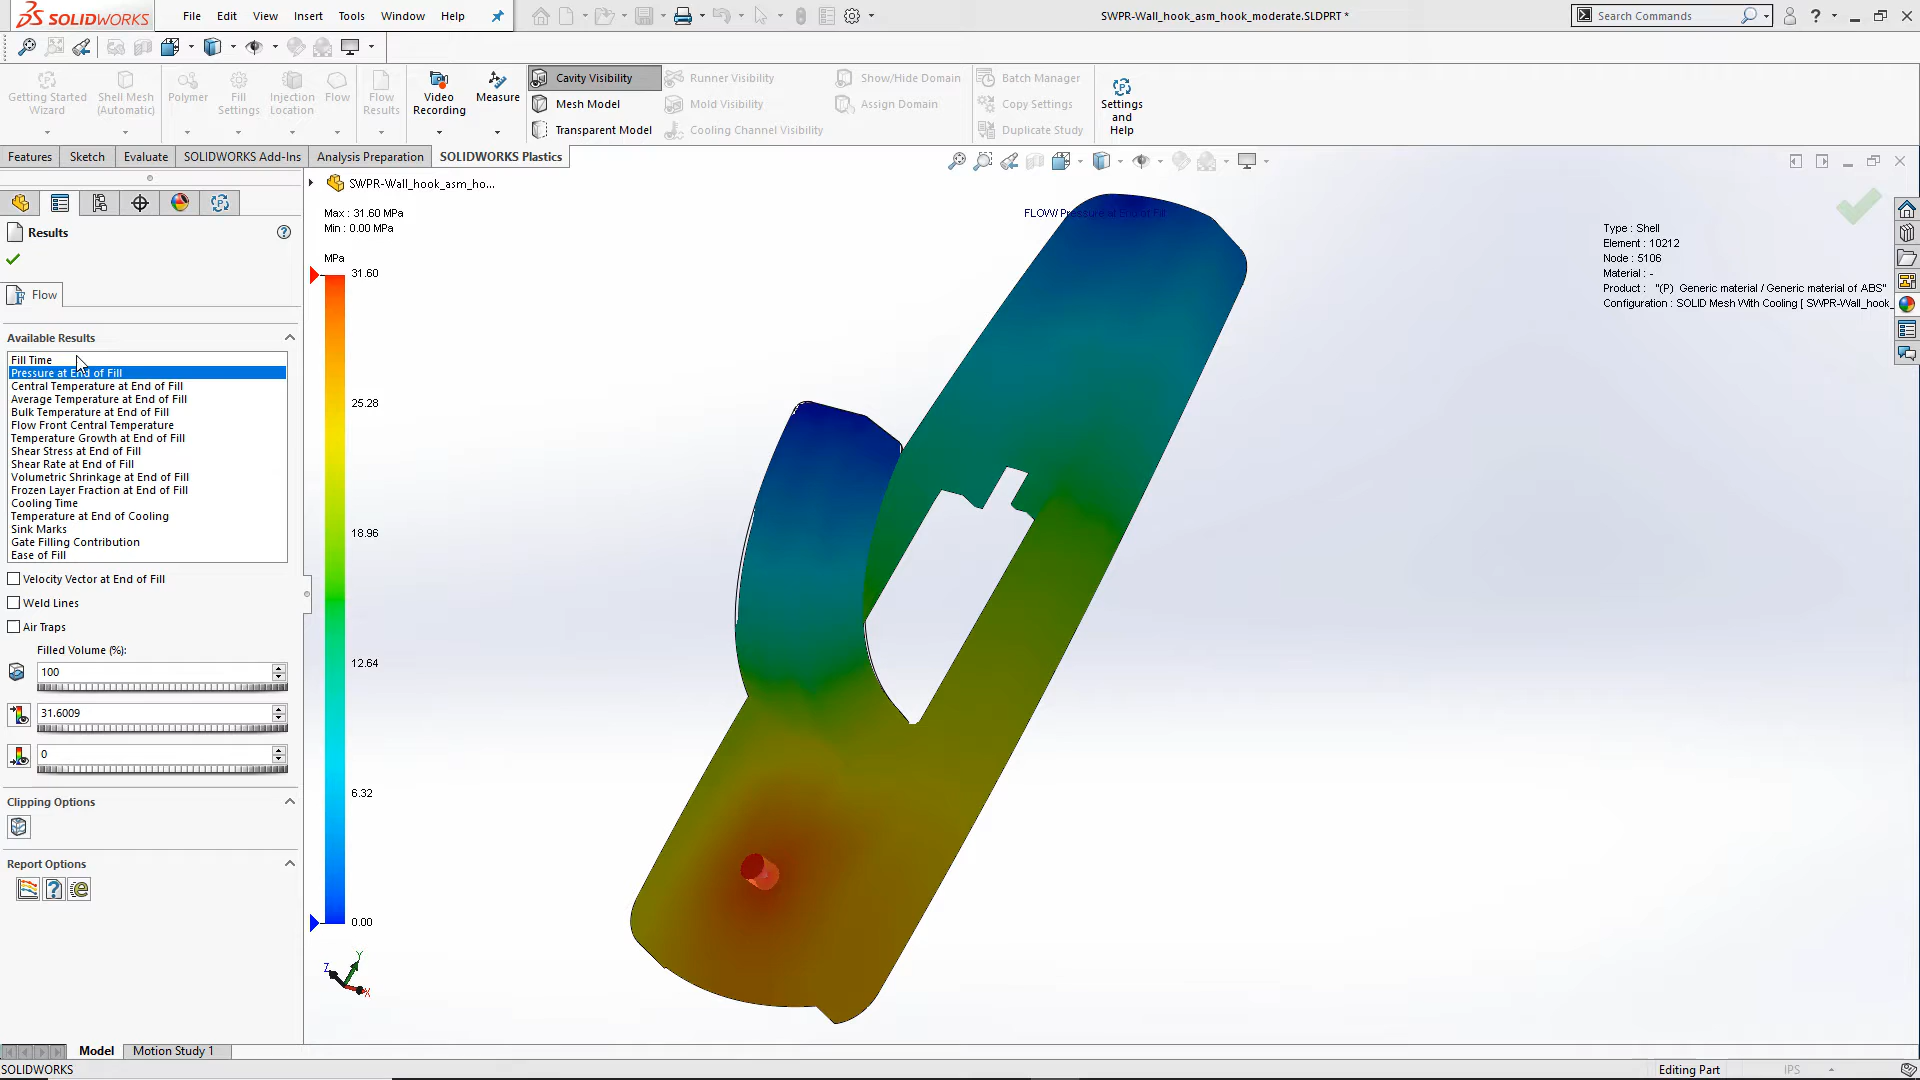 SOLIDWORKS
File Edit View Insert Tools Window Help
SWPR-Wall_hook_asm_hook_moderate.SLDPRT *
Search Commands
Getting Started Wizard
Shell Mesh (Automatic)
Polymer
Fill Settings
Injection Location
Flow
Flow Results
Video Recording
Measure
Cavity Visibility
Mesh Model
Transparent Model
Runner Visibility
Mold Visibility
Cooling Channel Visibility
Show/Hide Domain
Assign Domain
Batch Manager
Copy Settings
Duplicate Study
Settings and Help
Features Sketch Evaluate SOLIDWORKS Add-Ins Analysis Preparation SOLIDWORKS Plastics
SWPR-Wall_hook_asm_ho...
Results
Flow
Available Results
Fill Time
Pressure at End of Fill
Central Temperature at End of Fill
Average Temperature at End of Fill
Bulk Temperature at End of Fill
Flow Front Central Temperature
Temperature Growth at End of Fill
Shear Stress at End of Fill
Shear Rate at End of Fill
Volumetric Shrinkage at End of Fill
Frozen Layer Fraction at End of Fill
Cooling Time
Temperature at End of Cooling
Sink Marks
Gate Filling Contribution
Ease of Fill
Velocity Vector at End of Fill
Weld Lines
Air Traps
Filled Volume (%):
100
31.6009
0
Clipping Options
Report Options
Max : 31.60 MPa
Min : 0.00 MPa
MPa
31.60
25.28
18.96
12.64
6.32
0.00
Y
Z
X
FLOW/ Pressure at End of Fill
Type : Shell
Element : 10212
Node : 5106
Material : -
Product : "(P) Generic material / Generic material of ABS"
Configuration : SOLID Mesh With Cooling [ SWPR-Wall_hook_
Model Motion Study 1
SOLIDWORKS
Editing Part
IPS